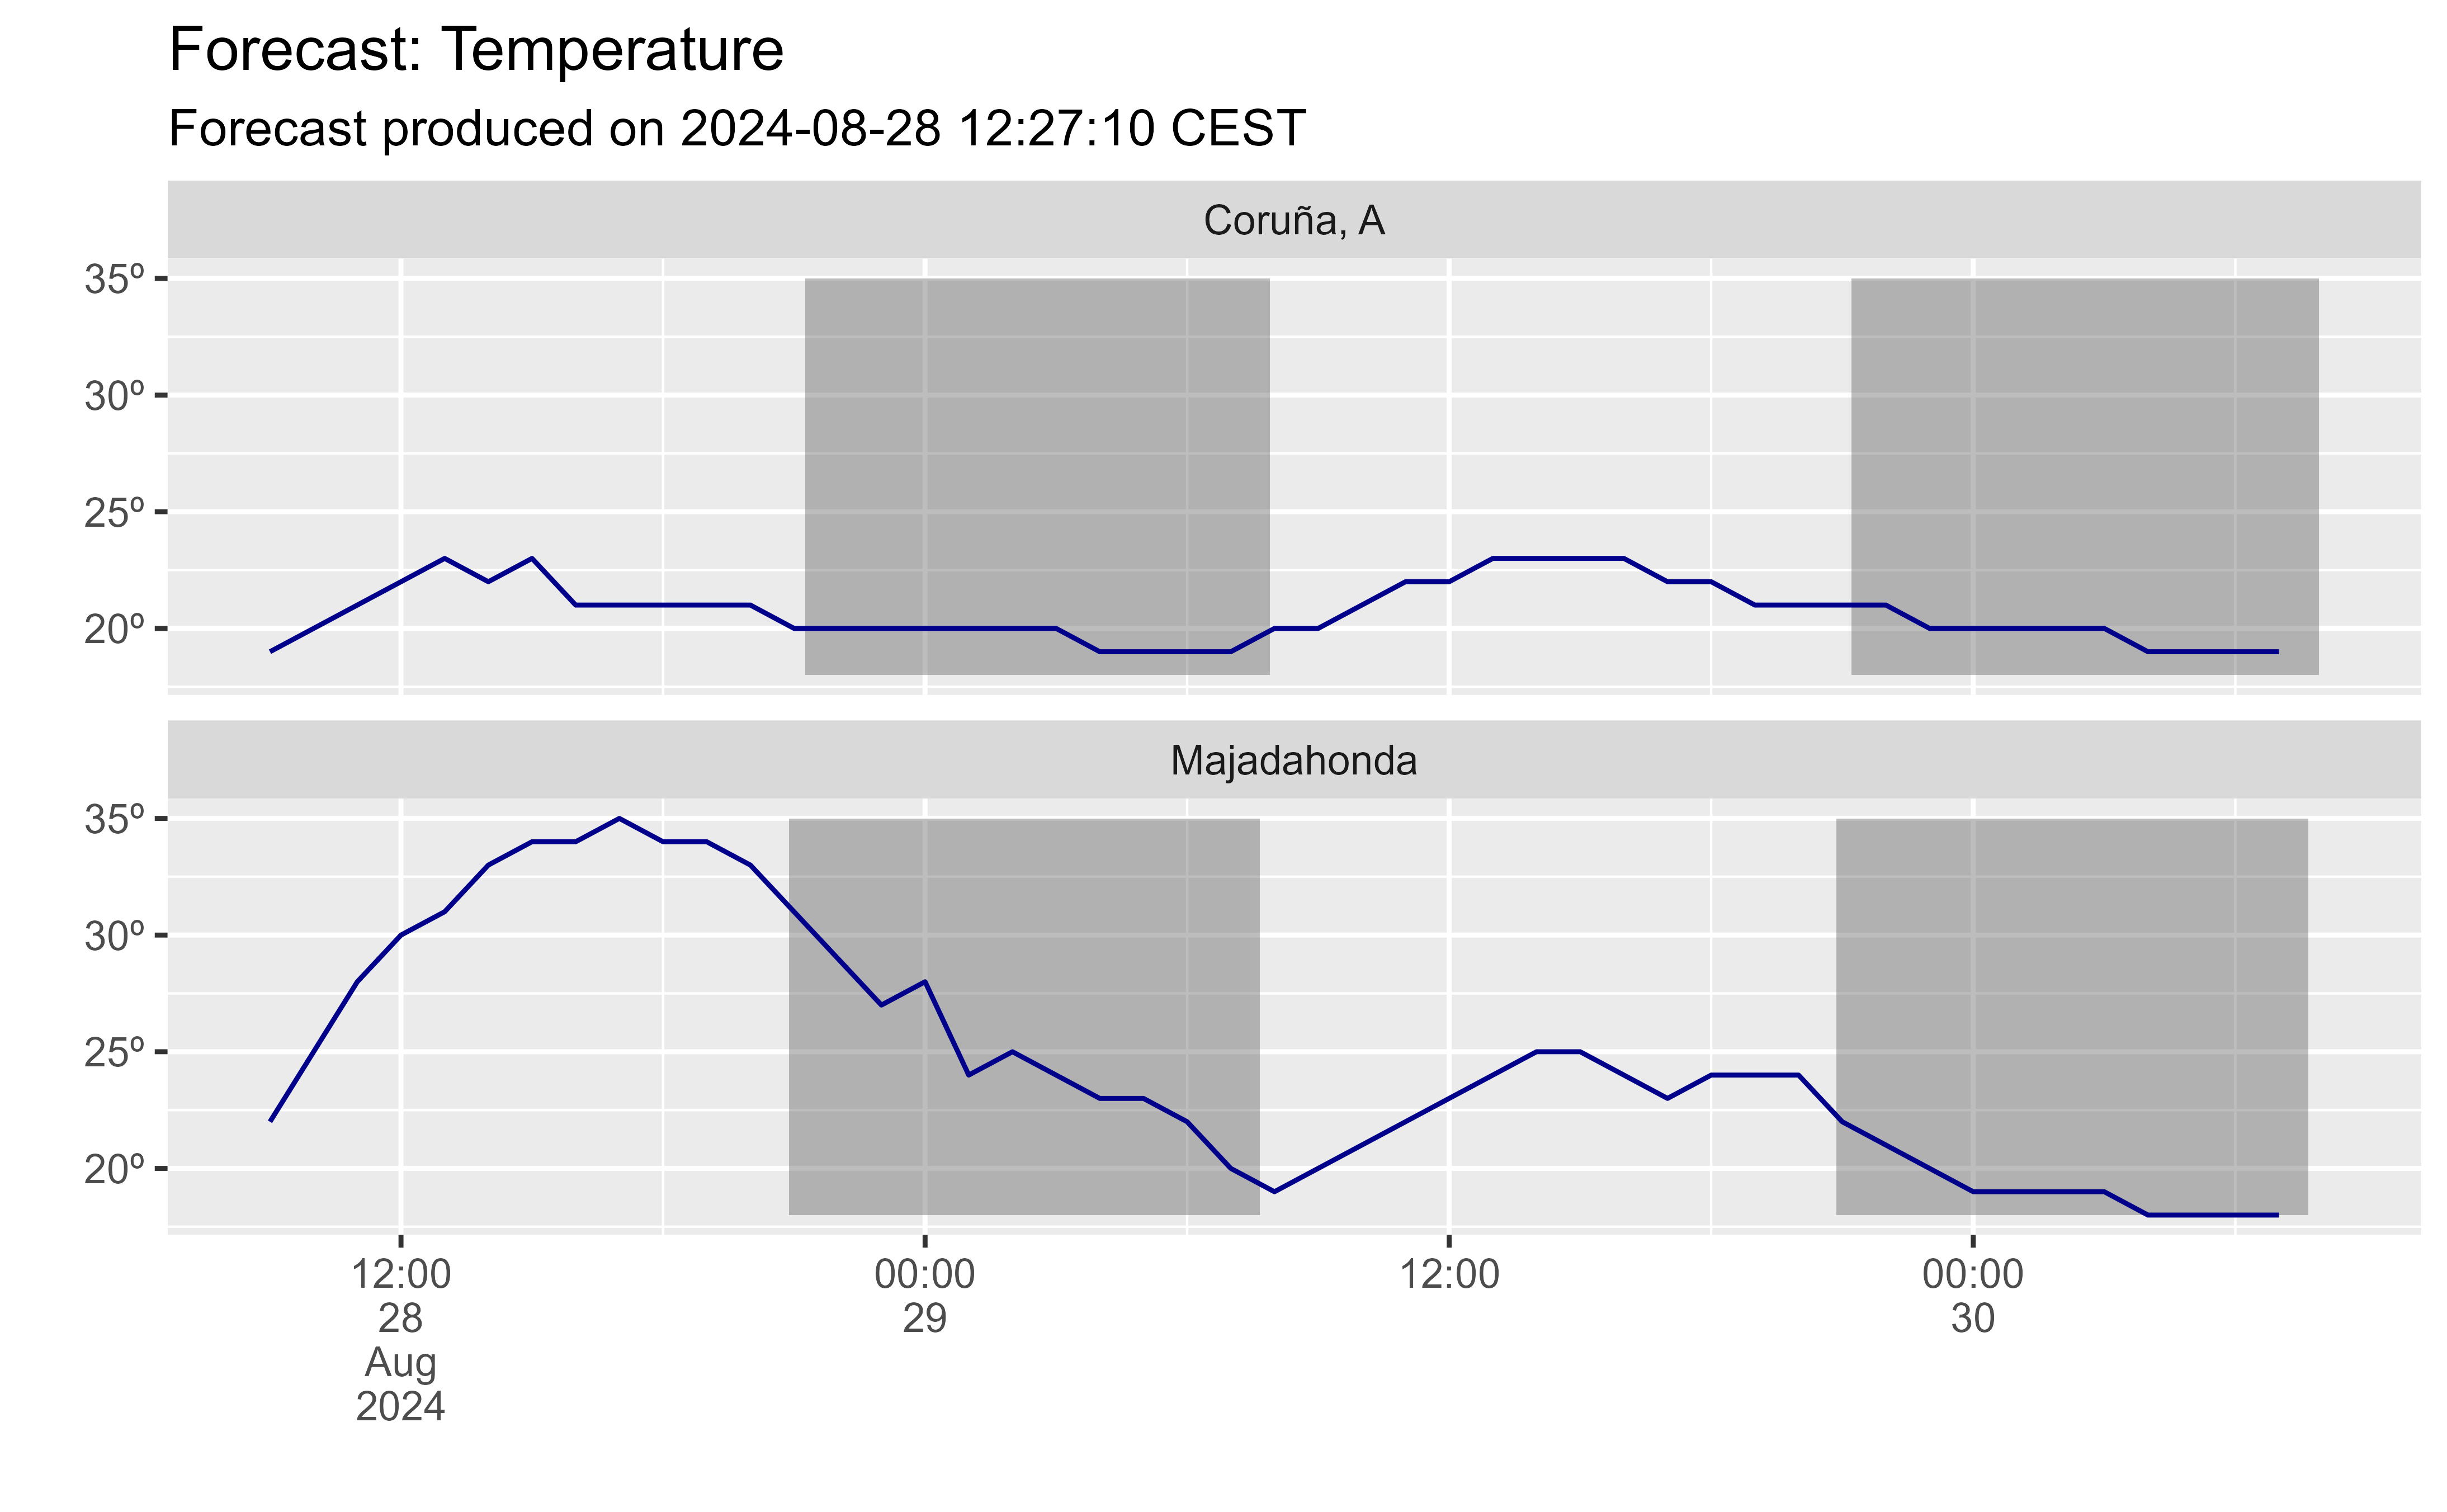 Forecast: Temperature
Forecast produced on 2024-08-28 12:27:10 CEST
Coruña, A
35º
30º
25º
20º
Majadahonda
35º
30º
25º
20º
12:00 00:00 12:00 00:00
28 29 30
Aug
2024